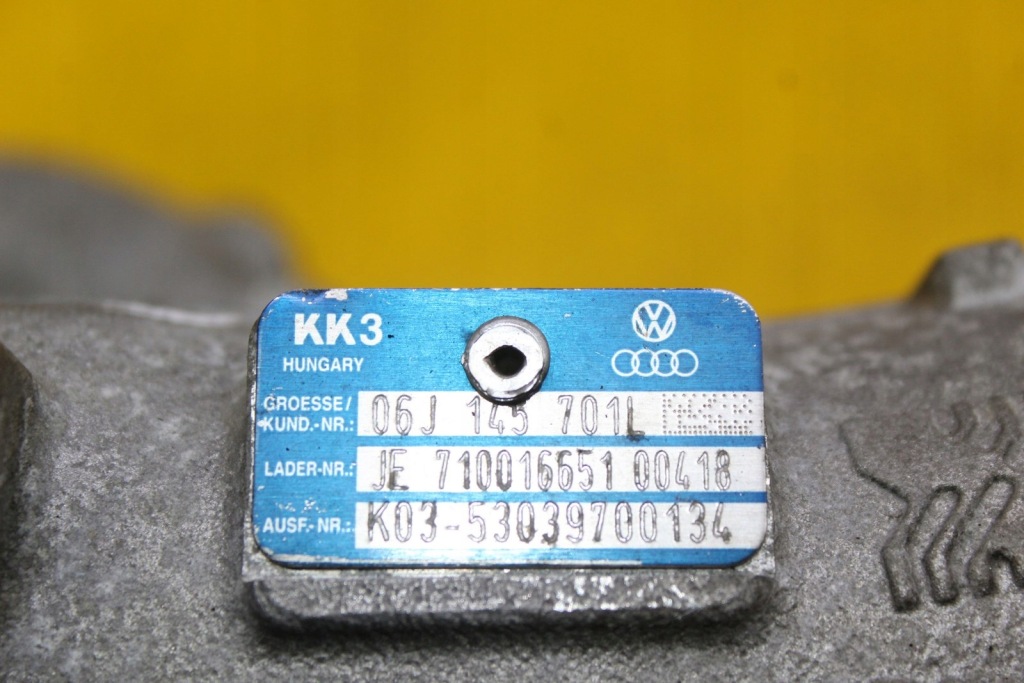 KK3
HUNGARY
GROESSE/
KUND.-NR.: 06J 145 701L
LADER-NR.: JE 710016651 00418
AUSF.-NR.: K03-53039700134